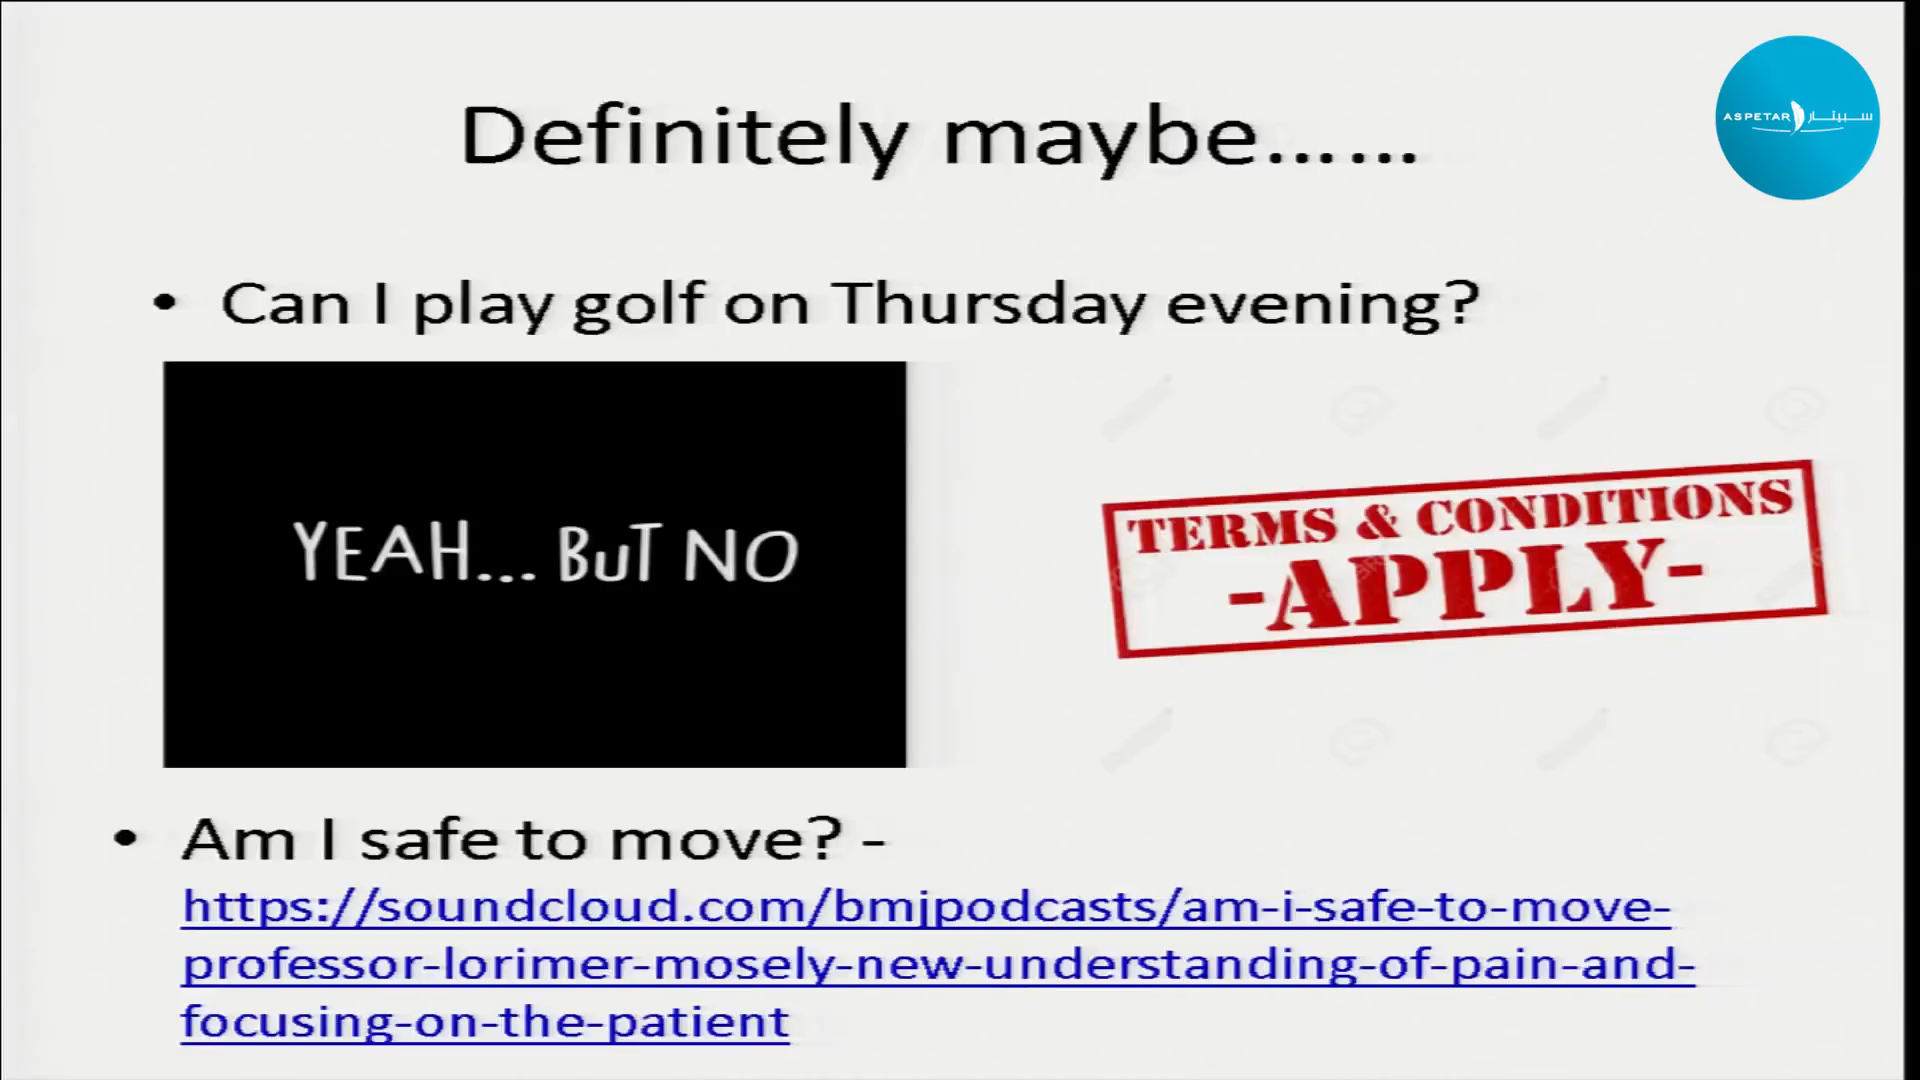 Definitely maybe......
ASPETAR سبيتار
• Can I play golf on Thursday evening?
YEAH... BuT NO
TERMS & CONDITIONS
-APPLY-
• Am I safe to move? -
https://soundcloud.com/bmjpodcasts/am-i-safe-to-move-
professor-lorimer-mosely-new-understanding-of-pain-and-
focusing-on-the-patient